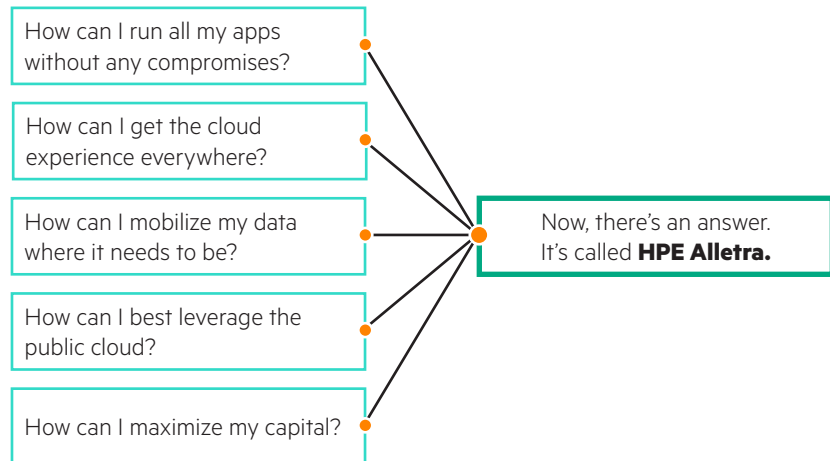 How can I run all my apps
without any compromises?
How can I get the cloud
experience everywhere?
How can I mobilize my data
where it needs to be?
How can I best leverage the
public cloud?
How can I maximize my capital?
Now, there’s an answer.
It’s called HPE Alletra.